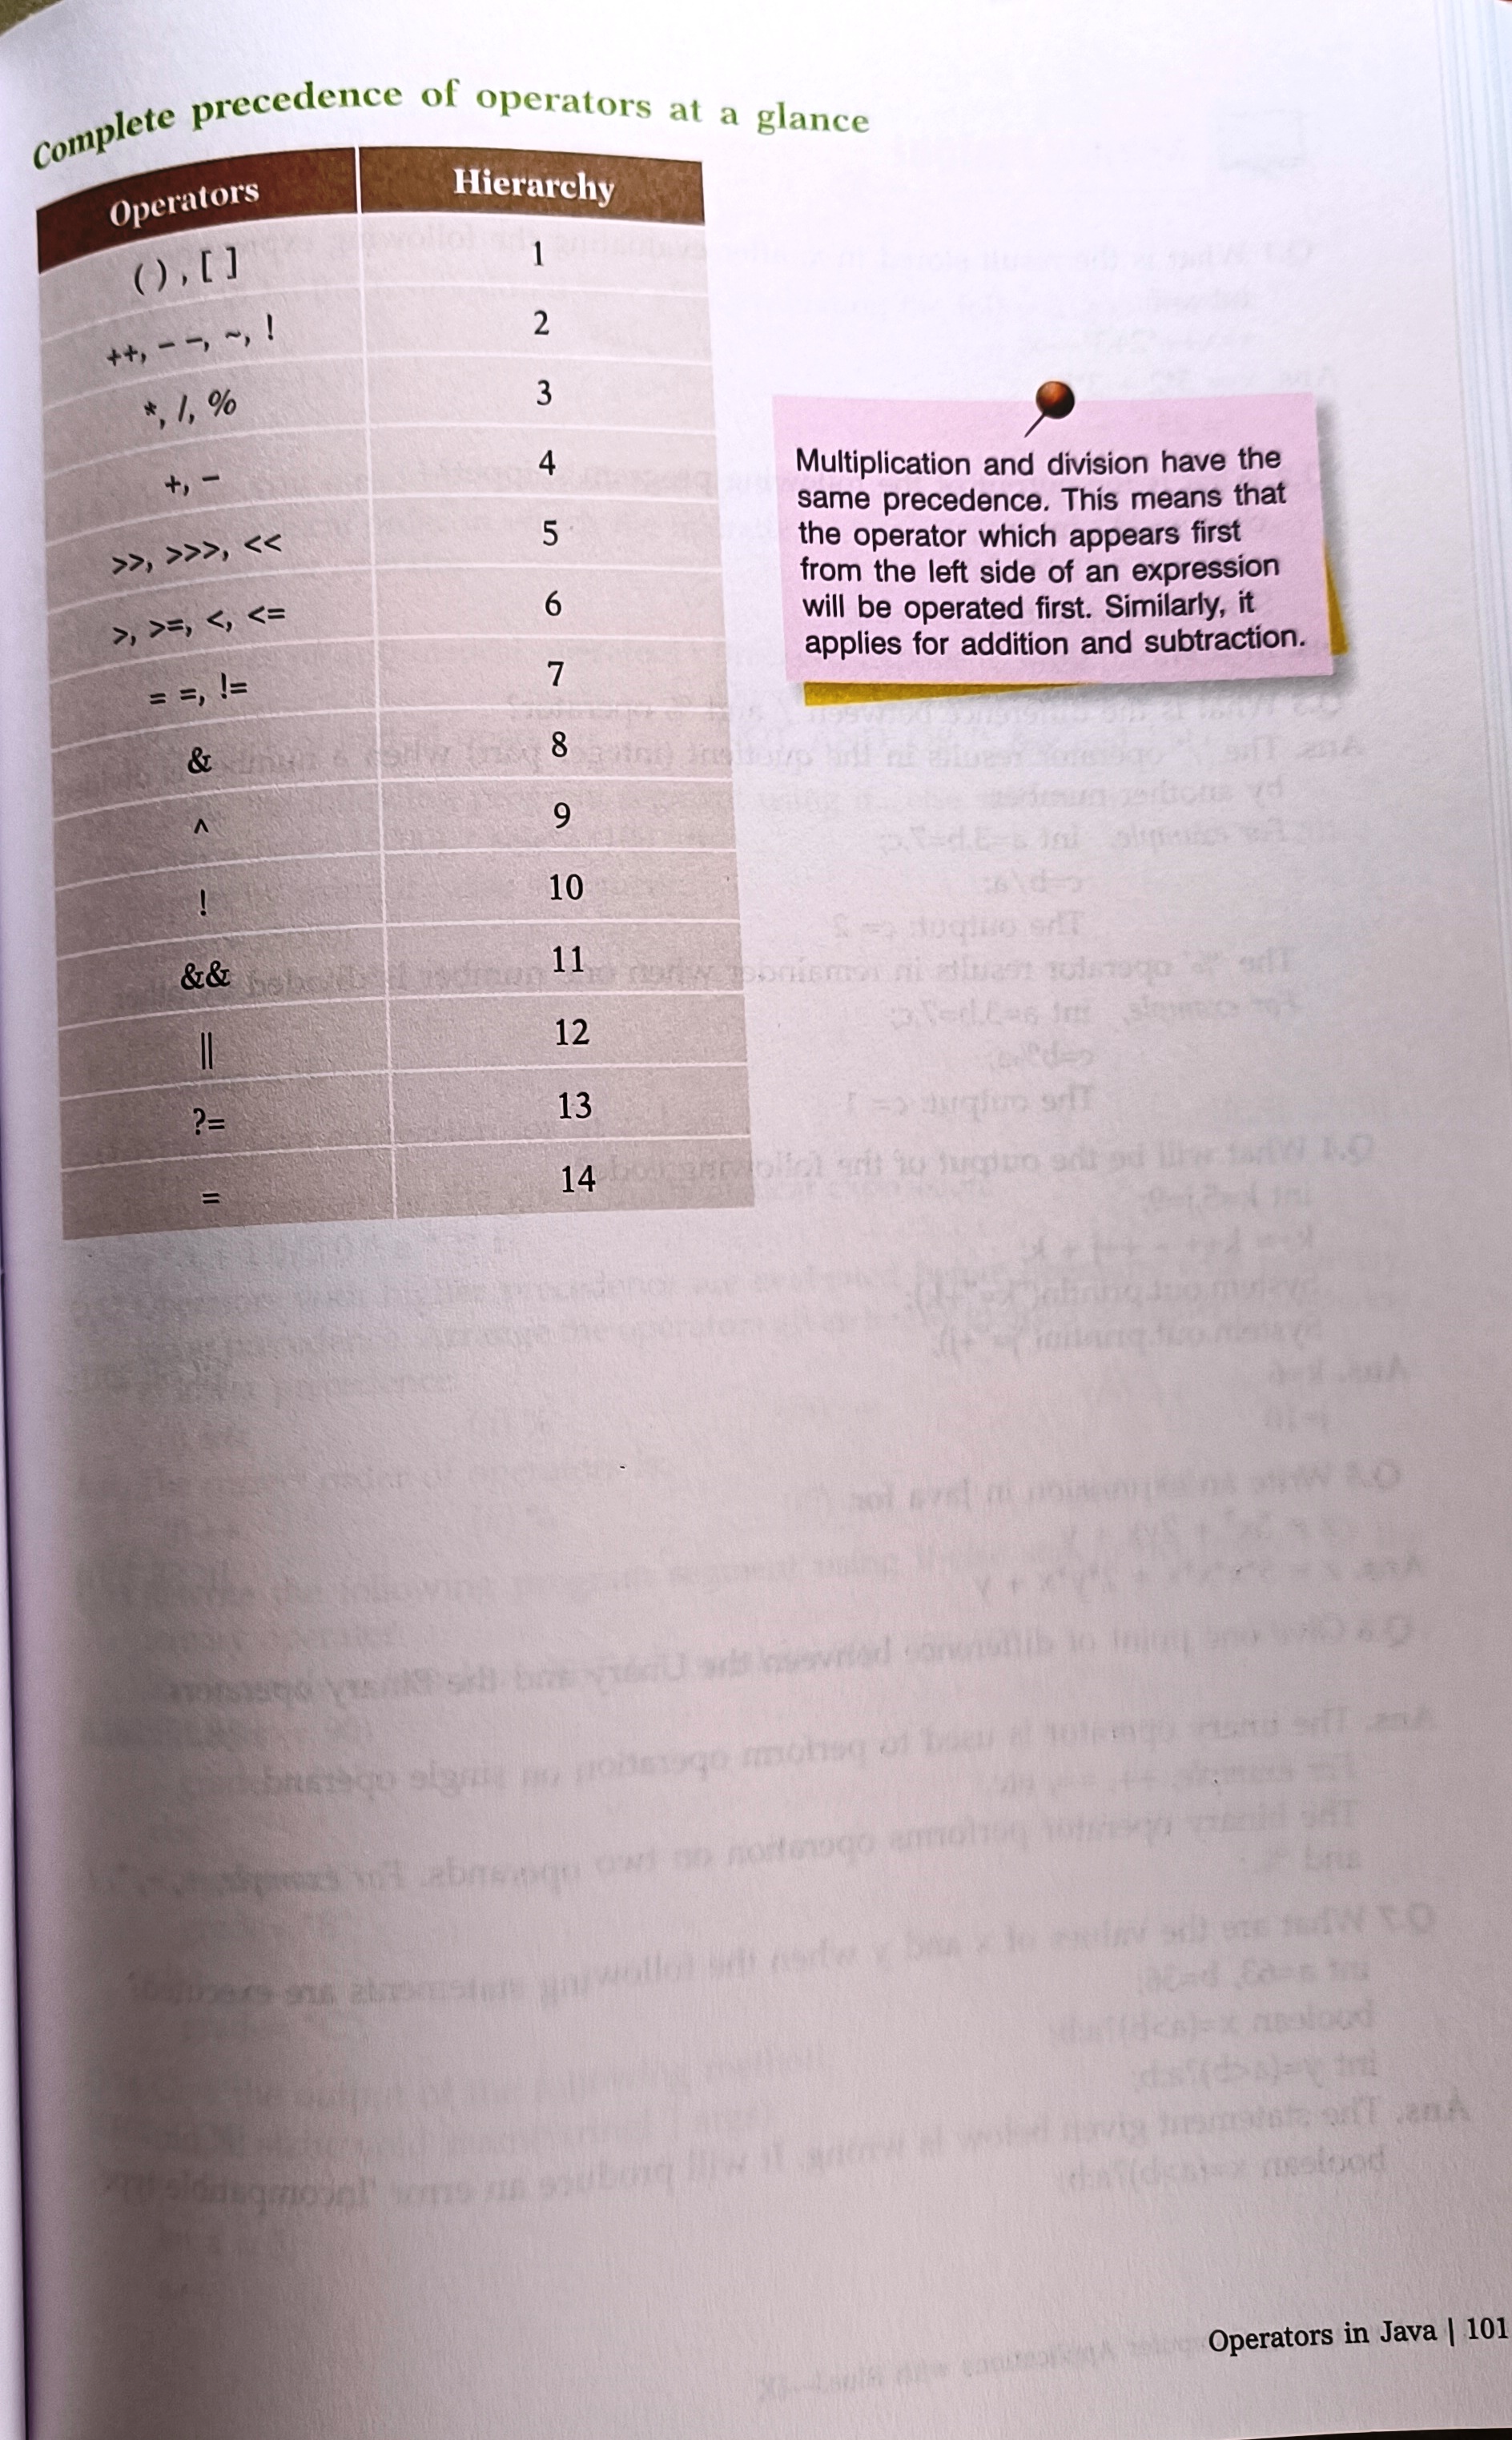 Complete precedence of operators at a glance
Operators Hierarchy
( ) , [ ] 1
++, – –, ~, ! 2
*, /, % 3
+, – 4
>>, >>>, << 5
>, >=, <, <= 6
= =, != 7
& 8
^ 9
! 10
&& 11
|| 12
?= 13
= 14
Multiplication and division have the
same precedence. This means that
the operator which appears first
from the left side of an expression
will be operated first. Similarly, it
applies for addition and subtraction.
Operators in Java | 101